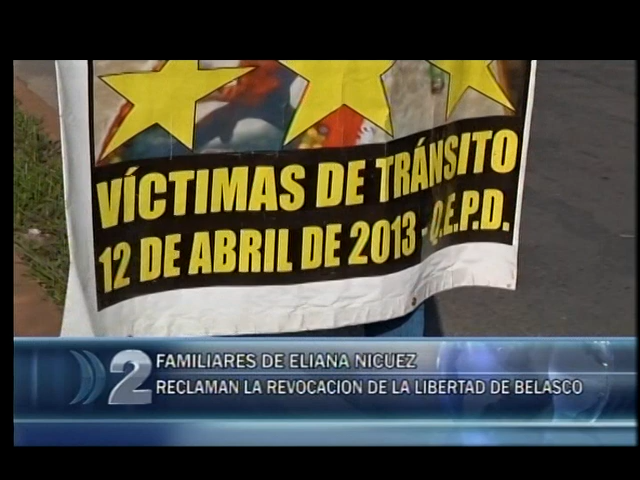 VÍCTIMAS DE TRÁNSITO
12 DE ABRIL DE 2013 - Q.E.P.D.
2
FAMILIARES DE ELIANA NICUEZ
RECLAMAN LA REVOCACION DE LA LIBERTAD DE BELASCO